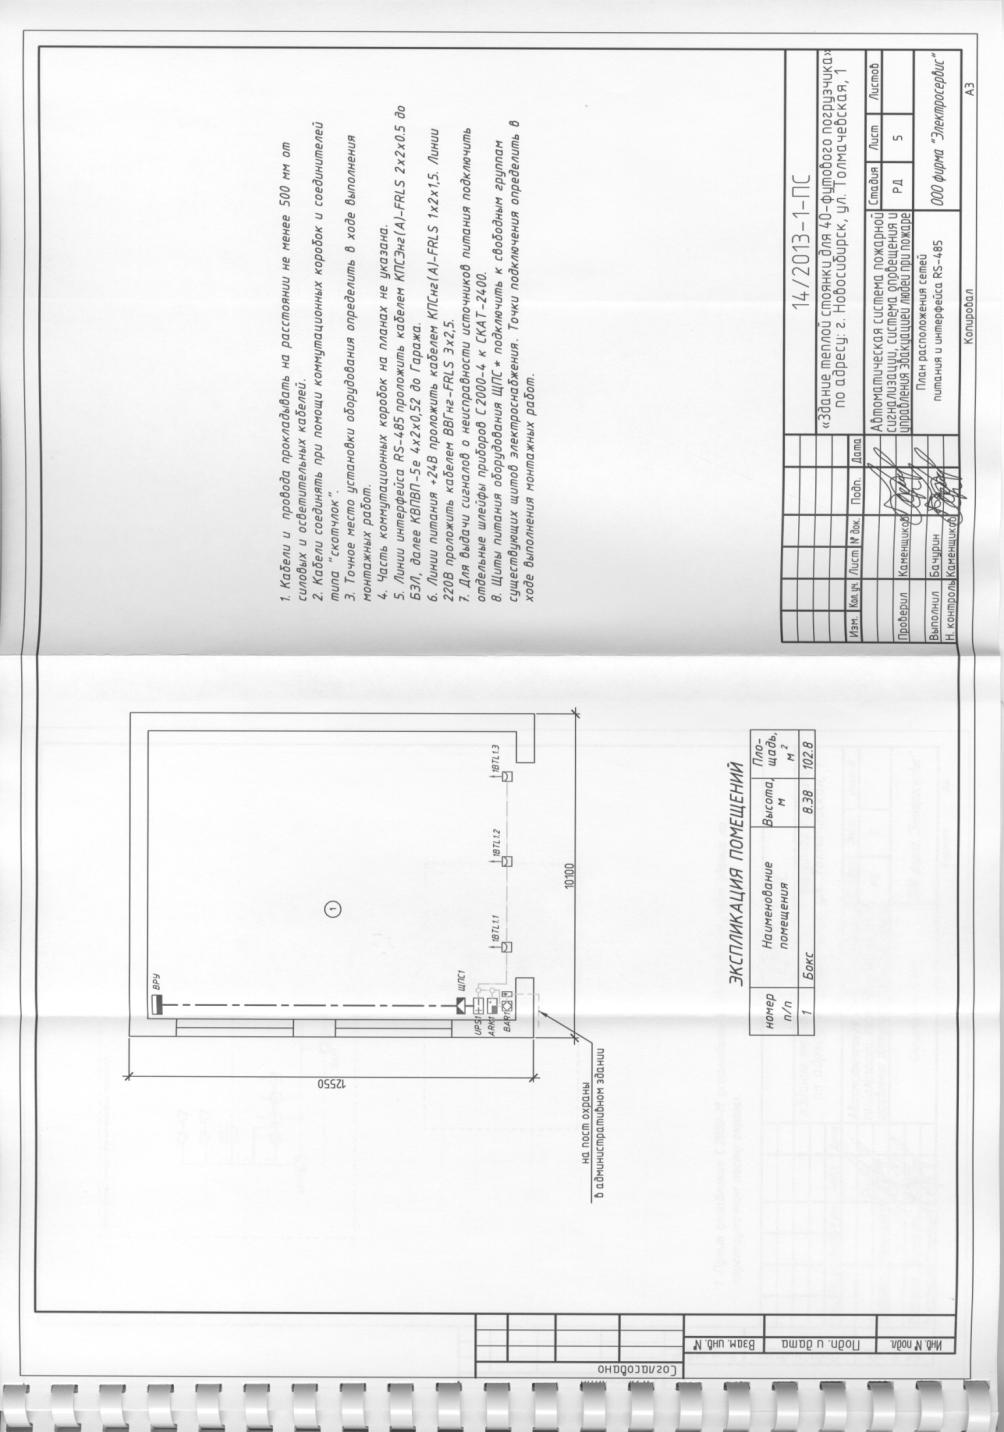 1. Кабели и провода прокладывать на расстоянии не менее 500 мм от
силовых и осветительных кабелей.
2. Кабели соединять при помощи коммутационных коробок и соединителей
типа "скотчлок".
3. Точное место установки оборудования определить в ходе выполнения
монтажных работ.
4. Часть коммутационных коробок на планах не указана.
5. Линии интерфейса RS-485 проложить кабелем КПСЭнг(А)-FRLS 2х2х0.5 до
БЗЛ, далее КВПВП-5е 4х2х0,52 до Гаража.
6. Линии питания +24В проложить кабелем КПСнг(А)-FRLS 1х2х1,5. Линии
220В проложить кабелем ВВГнг-FRLS 3х2,5.
7. Для выдачи сигналов о неисправности источников питания подключить
отдельные шлейфы приборов С2000-4 к СКАТ-2400.
8. Щиты питания оборудования ЩПС* подключить к свободным группам
существующих щитов электроснабжения. Точки подключения определить в
ходе выполнения монтажных работ.
ВРУ
1
ЩПС1
UPS1
ARK1
BAR1
1BTL1.1
1BTL1.2
1BTL1.3
12550
10100
на пост охраны
в административном здании
ЭКСПЛИКАЦИЯ ПОМЕЩЕНИЙ
номер п/п Наименование помещения Высота, м Пло-щадь, м²
1 Бокс 8.38 102.8
14/2013-1-ПС
«Здание теплой стоянки для 40-футового погрузчика»
по адресу: г. Новосибирск, ул. Толмачевская, 1
Изм. Кол.уч. Лист № док. Подп. Дата
Проверил Каменщиков
Выполнил Бачурин
Н. контроль Каменщиков
Автоматическая система пожарной
сигнализации, система оповещения и
управления эвакуацией людей при пожаре
Стадия Лист Листов
РД 5
План расположения сетей
питания и интерфейса RS-485
ООО фирма "Электросервис"
Копировал
А3
Согласовано
Взам. инв. №
Подп. и дата
Инв. № подл.